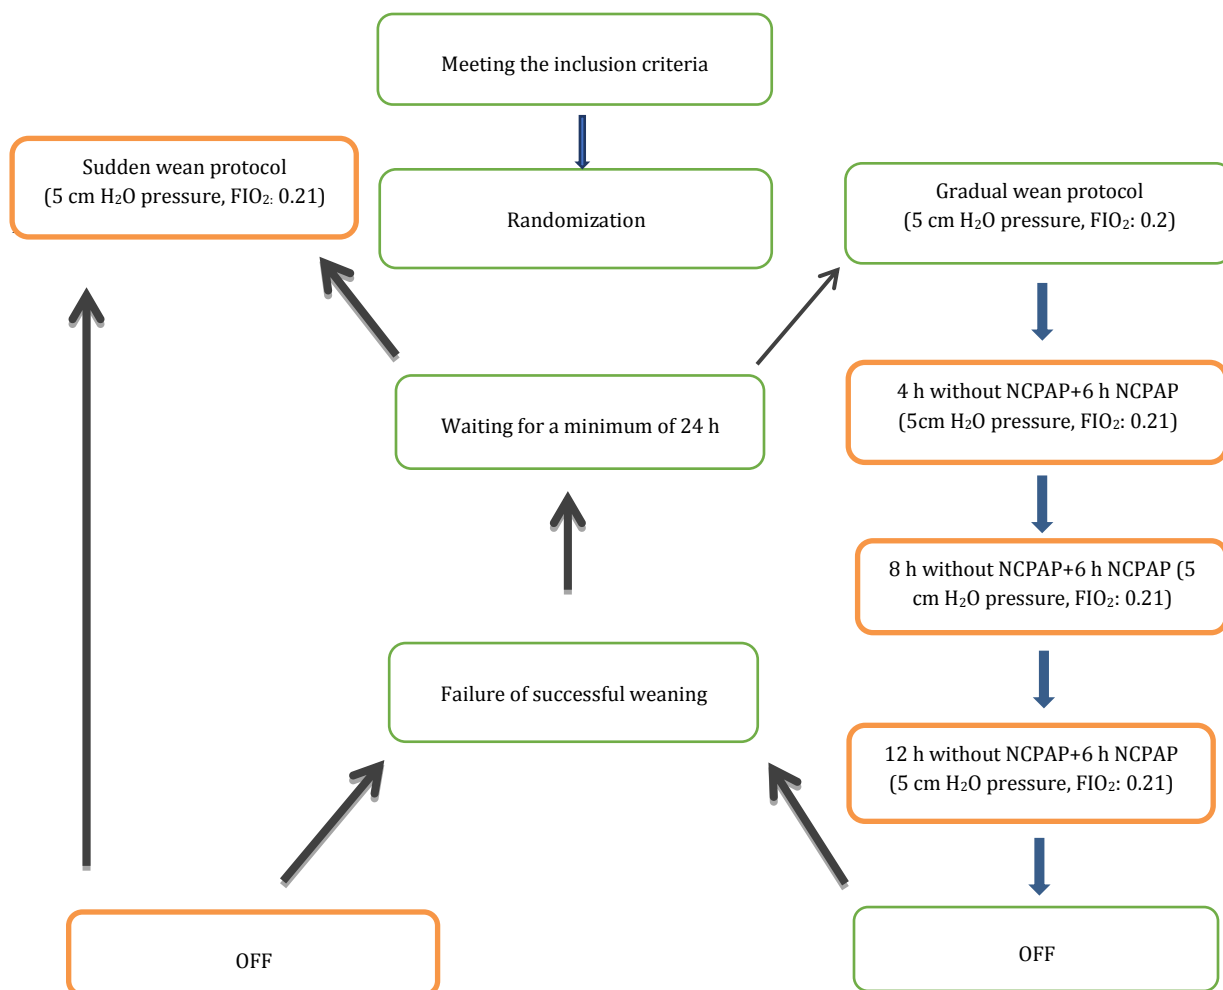 Meeting the inclusion criteria
Sudden wean protocol
(5 cm H₂O pressure, FIO₂: 0.21)
Randomization
Gradual wean protocol
(5 cm H₂O pressure, FIO₂: 0.2)
Waiting for a minimum of 24 h
4 h without NCPAP+6 h NCPAP
(5cm H₂O pressure, FIO₂: 0.21)
8 h without NCPAP+6 h NCPAP (5
cm H₂O pressure, FIO₂: 0.21)
Failure of successful weaning
12 h without NCPAP+6 h NCPAP
(5 cm H₂O pressure, FIO₂: 0.21)
OFF
OFF